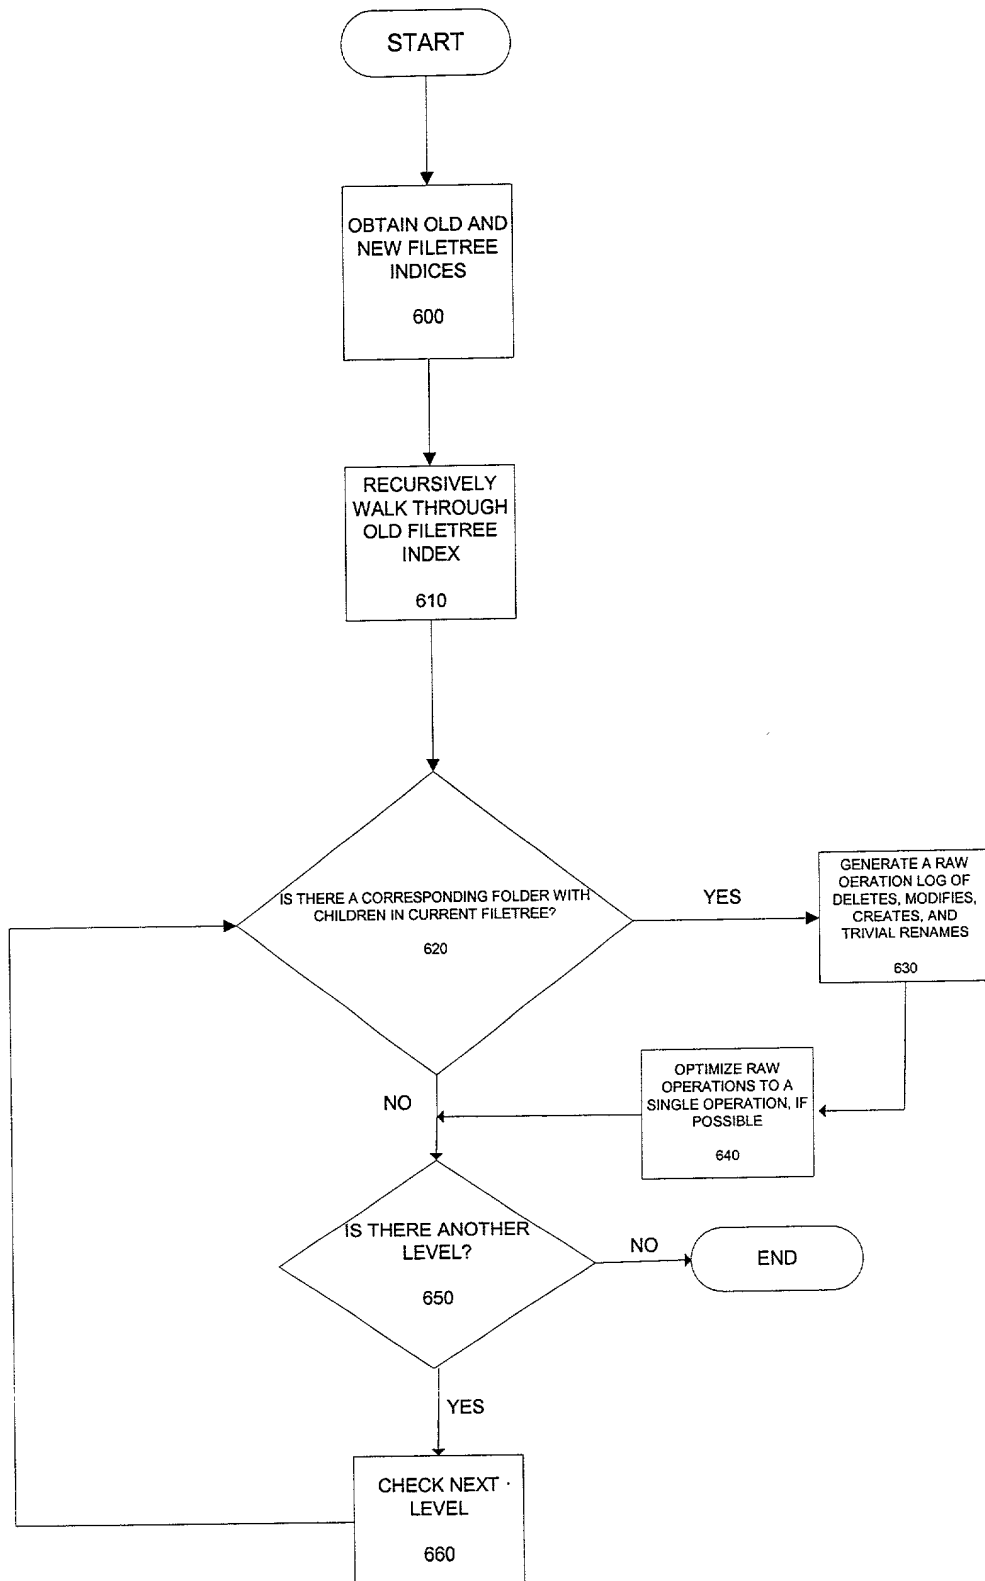 START
OBTAIN OLD AND
NEW FILETREE
INDICES
600
RECURSIVELY
WALK THROUGH
OLD FILETREE
INDEX
610
IS THERE A CORRESPONDING FOLDER WITH
CHILDREN IN CURRENT FILETREE?
620
YES
GENERATE A RAW
OERATION LOG OF
DELETES, MODIFIES,
CREATES, AND
TRIVIAL RENAMES
630
OPTIMIZE RAW
OPERATIONS TO A
SINGLE OPERATION, IF
POSSIBLE
640
NO
IS THERE ANOTHER
LEVEL?
650
NO
END
YES
CHECK NEXT
LEVEL
660